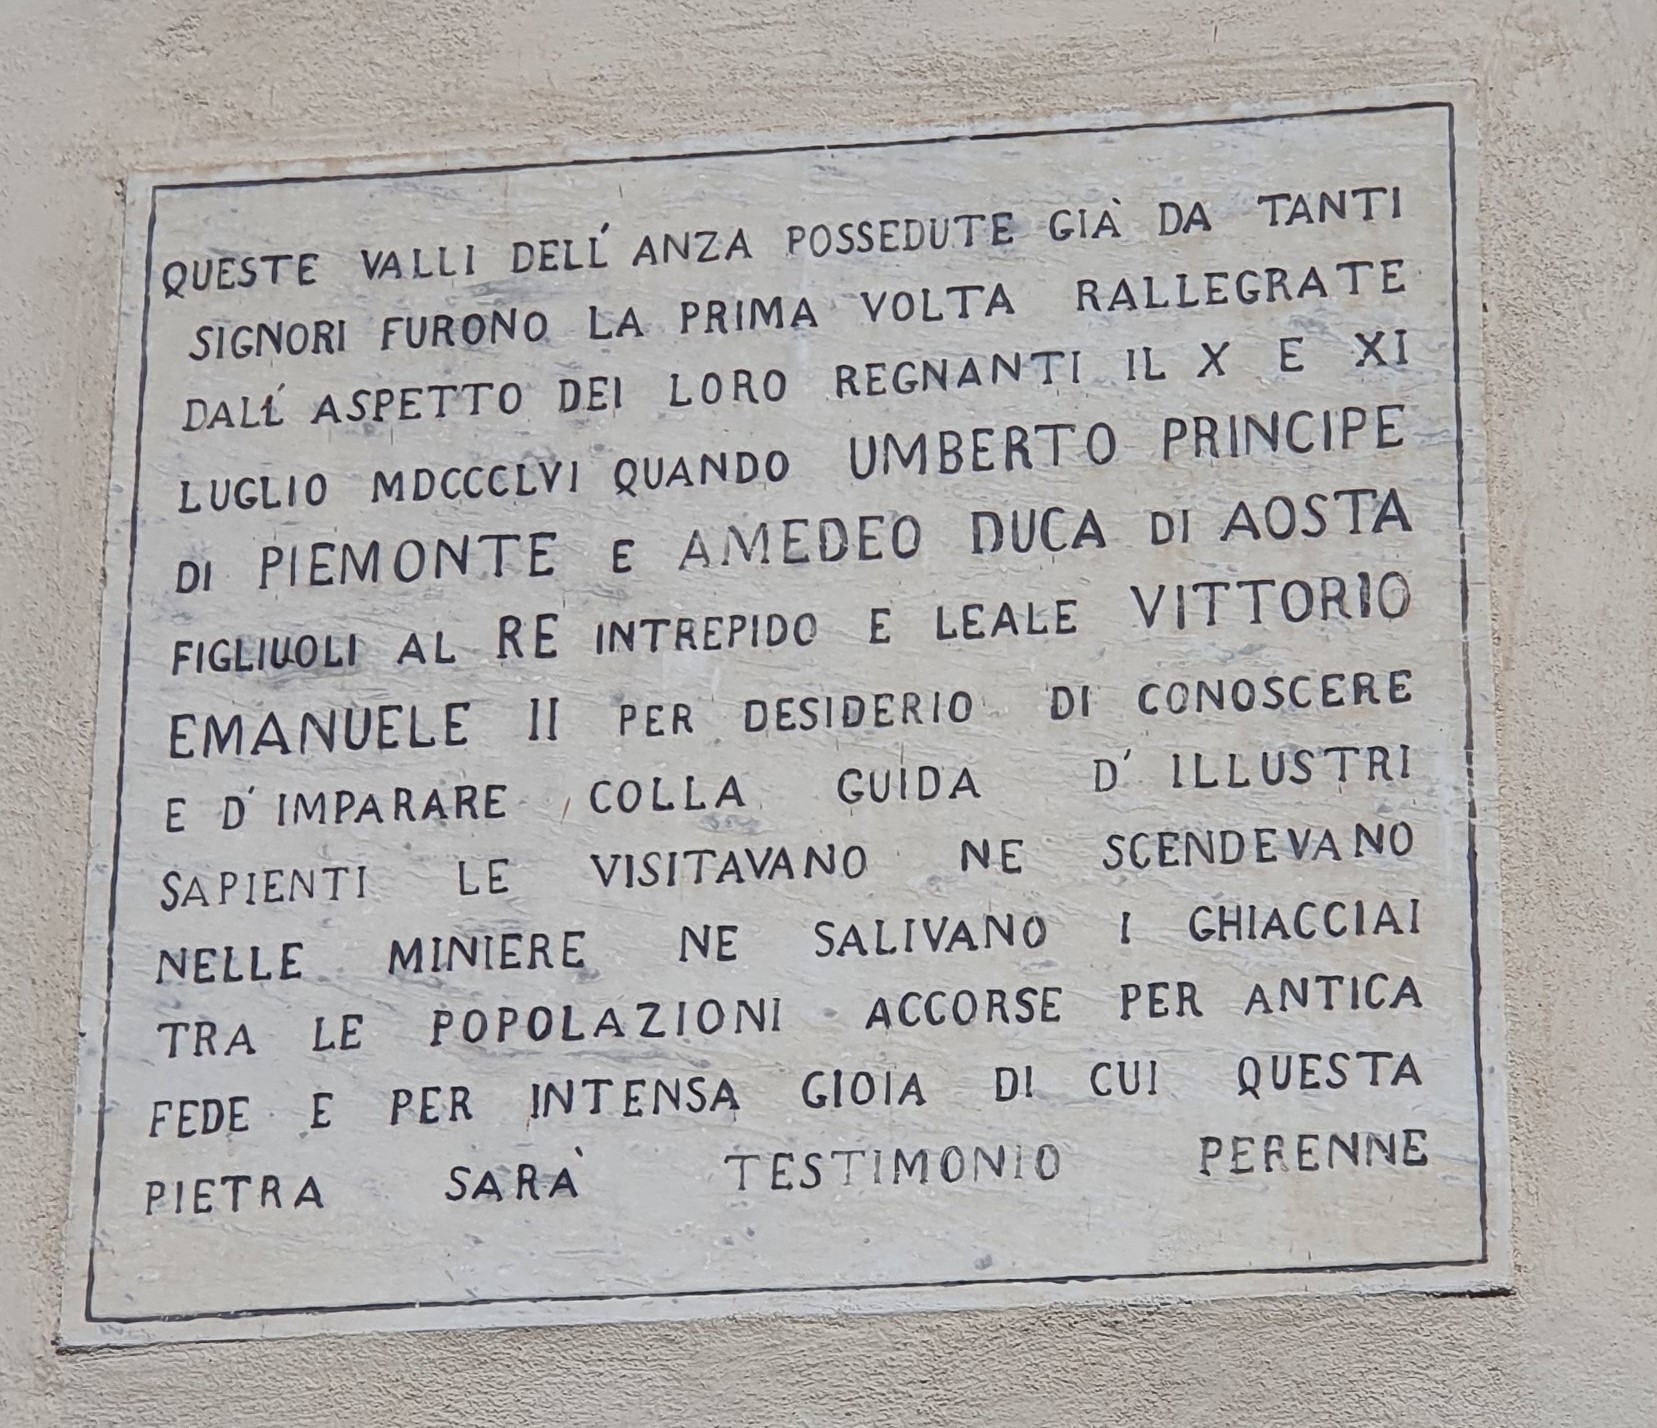 QUESTE VALLI DELL' ANZA POSSEDUTE GIÀ DA TANTI
SIGNORI FURONO LA PRIMA VOLTA RALLEGRATE
DALL' ASPETTO DEI LORO REGNANTI IL X E XI
LUGLIO MDCCCLVI QUANDO UMBERTO PRINCIPE
DI PIEMONTE E AMEDEO DUCA DI AOSTA
FIGLIUOLI AL RE INTREPIDO E LEALE VITTORIO
EMANUELE II PER DESIDERIO DI CONOSCERE
E D' IMPARARE COLLA GUIDA D' ILLUSTRI
SAPIENTI LE VISITAVANO NE SCENDEVANO
NELLE MINIERE NE SALIVANO I GHIACCIAI
TRA LE POPOLAZIONI ACCORSE PER ANTICA
FEDE E PER INTENSA GIOIA DI CUI QUESTA
PIETRA SARÀ TESTIMONIO PERENNE